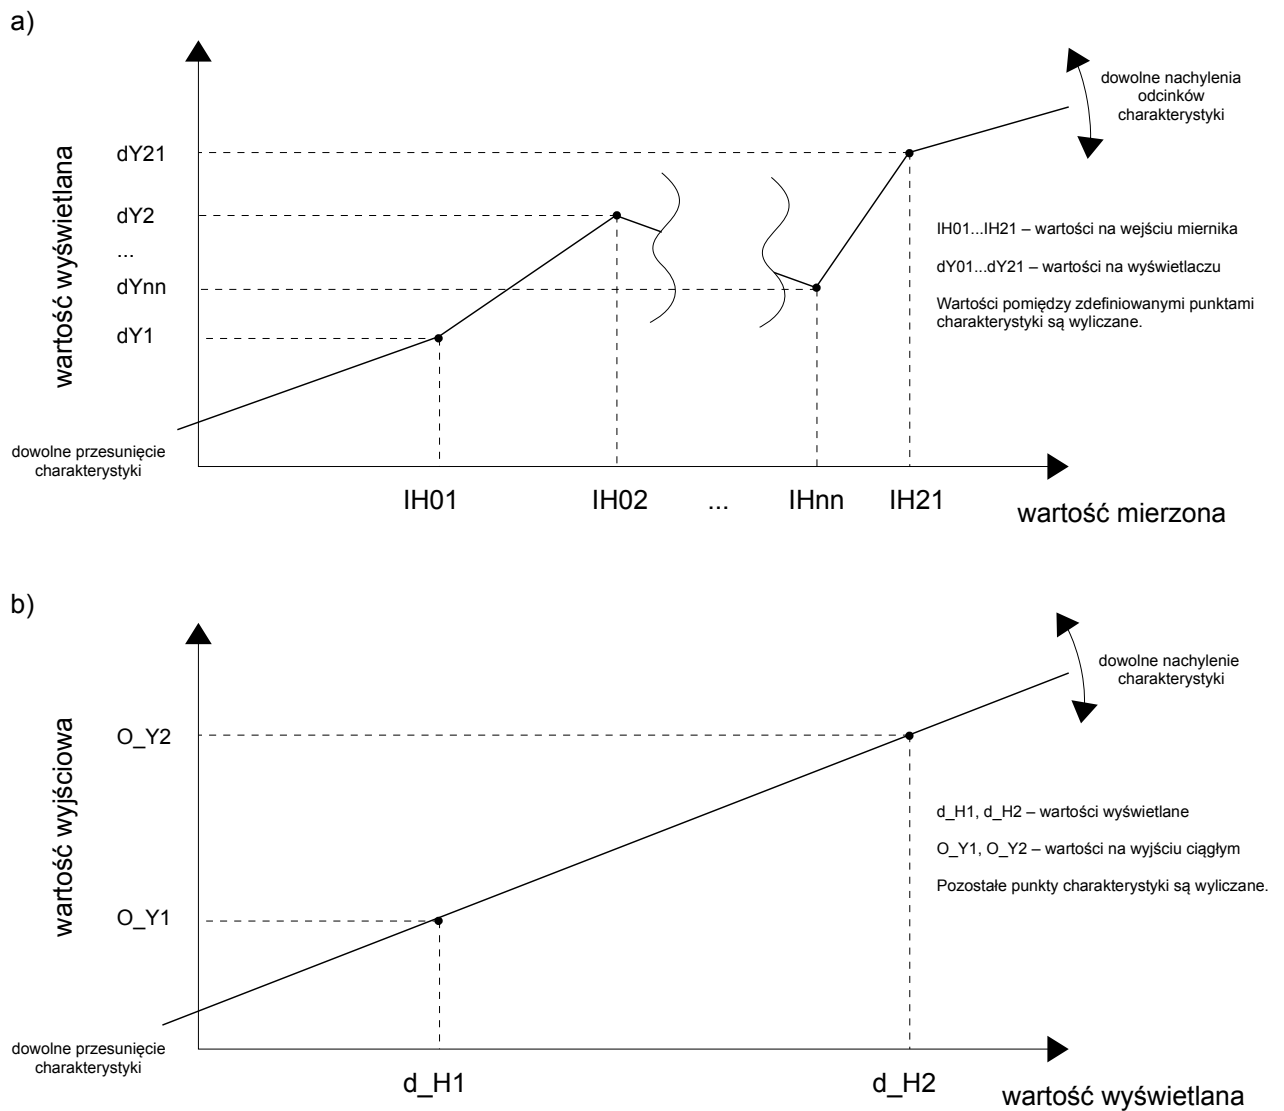 a)
wartość wyświetlana
dY21
dY2
...
dYnn
dY1
dowolne przesunięcie
charakterystyki
dowolne nachylenia
odcinków
charakterystyki
IH01...IH21 – wartości na wejściu miernika
dY01...dY21 – wartości na wyświetlaczu
Wartości pomiędzy zdefiniowanymi punktami
charakterystyki są wyliczane.
IH01
IH02
...
IHnn
IH21
wartość mierzona
b)
wartość wyjściowa
O_Y2
O_Y1
dowolne przesunięcie
charakterystyki
dowolne nachylenie
charakterystyki
d_H1, d_H2 – wartości wyświetlane
O_Y1, O_Y2 – wartości na wyjściu ciągłym
Pozostałe punkty charakterystyki są wyliczane.
d_H1
d_H2
wartość wyświetlana